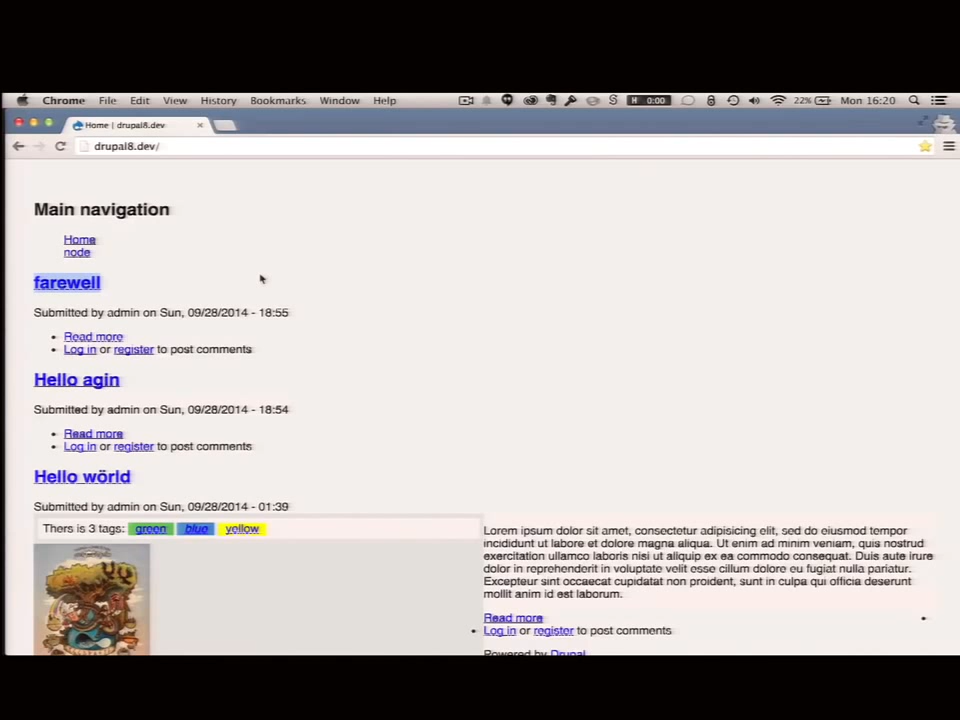 Chrome File Edit View History Bookmarks Window Help H 0:00 22% Mon 16:20
Home | drupal8.dev
drupal8.dev/
Main navigation
Home
node
farewell
Submitted by admin on Sun, 09/28/2014 - 18:55
Read more
Log in or register to post comments
Hello agin
Submitted by admin on Sun, 09/28/2014 - 18:54
Read more
Log in or register to post comments
Hello wörld
Submitted by admin on Sun, 09/28/2014 - 01:39
Thers is 3 tags: green blue yellow
Lorem ipsum dolor sit amet, consectetur adipisicing elit, sed do eiusmod tempor
incididunt ut labore et dolore magna aliqua. Ut enim ad minim veniam, quis nostrud
exercitation ullamco laboris nisi ut aliquip ex ea commodo consequat. Duis aute irure
dolor in reprehenderit in voluptate velit esse cillum dolore eu fugiat nulla pariatur.
Excepteur sint occaecat cupidatat non proident, sunt in culpa qui officia deserunt
mollit anim id est laborum.
Read more
Log in or register to post comments
Powered by Drupal